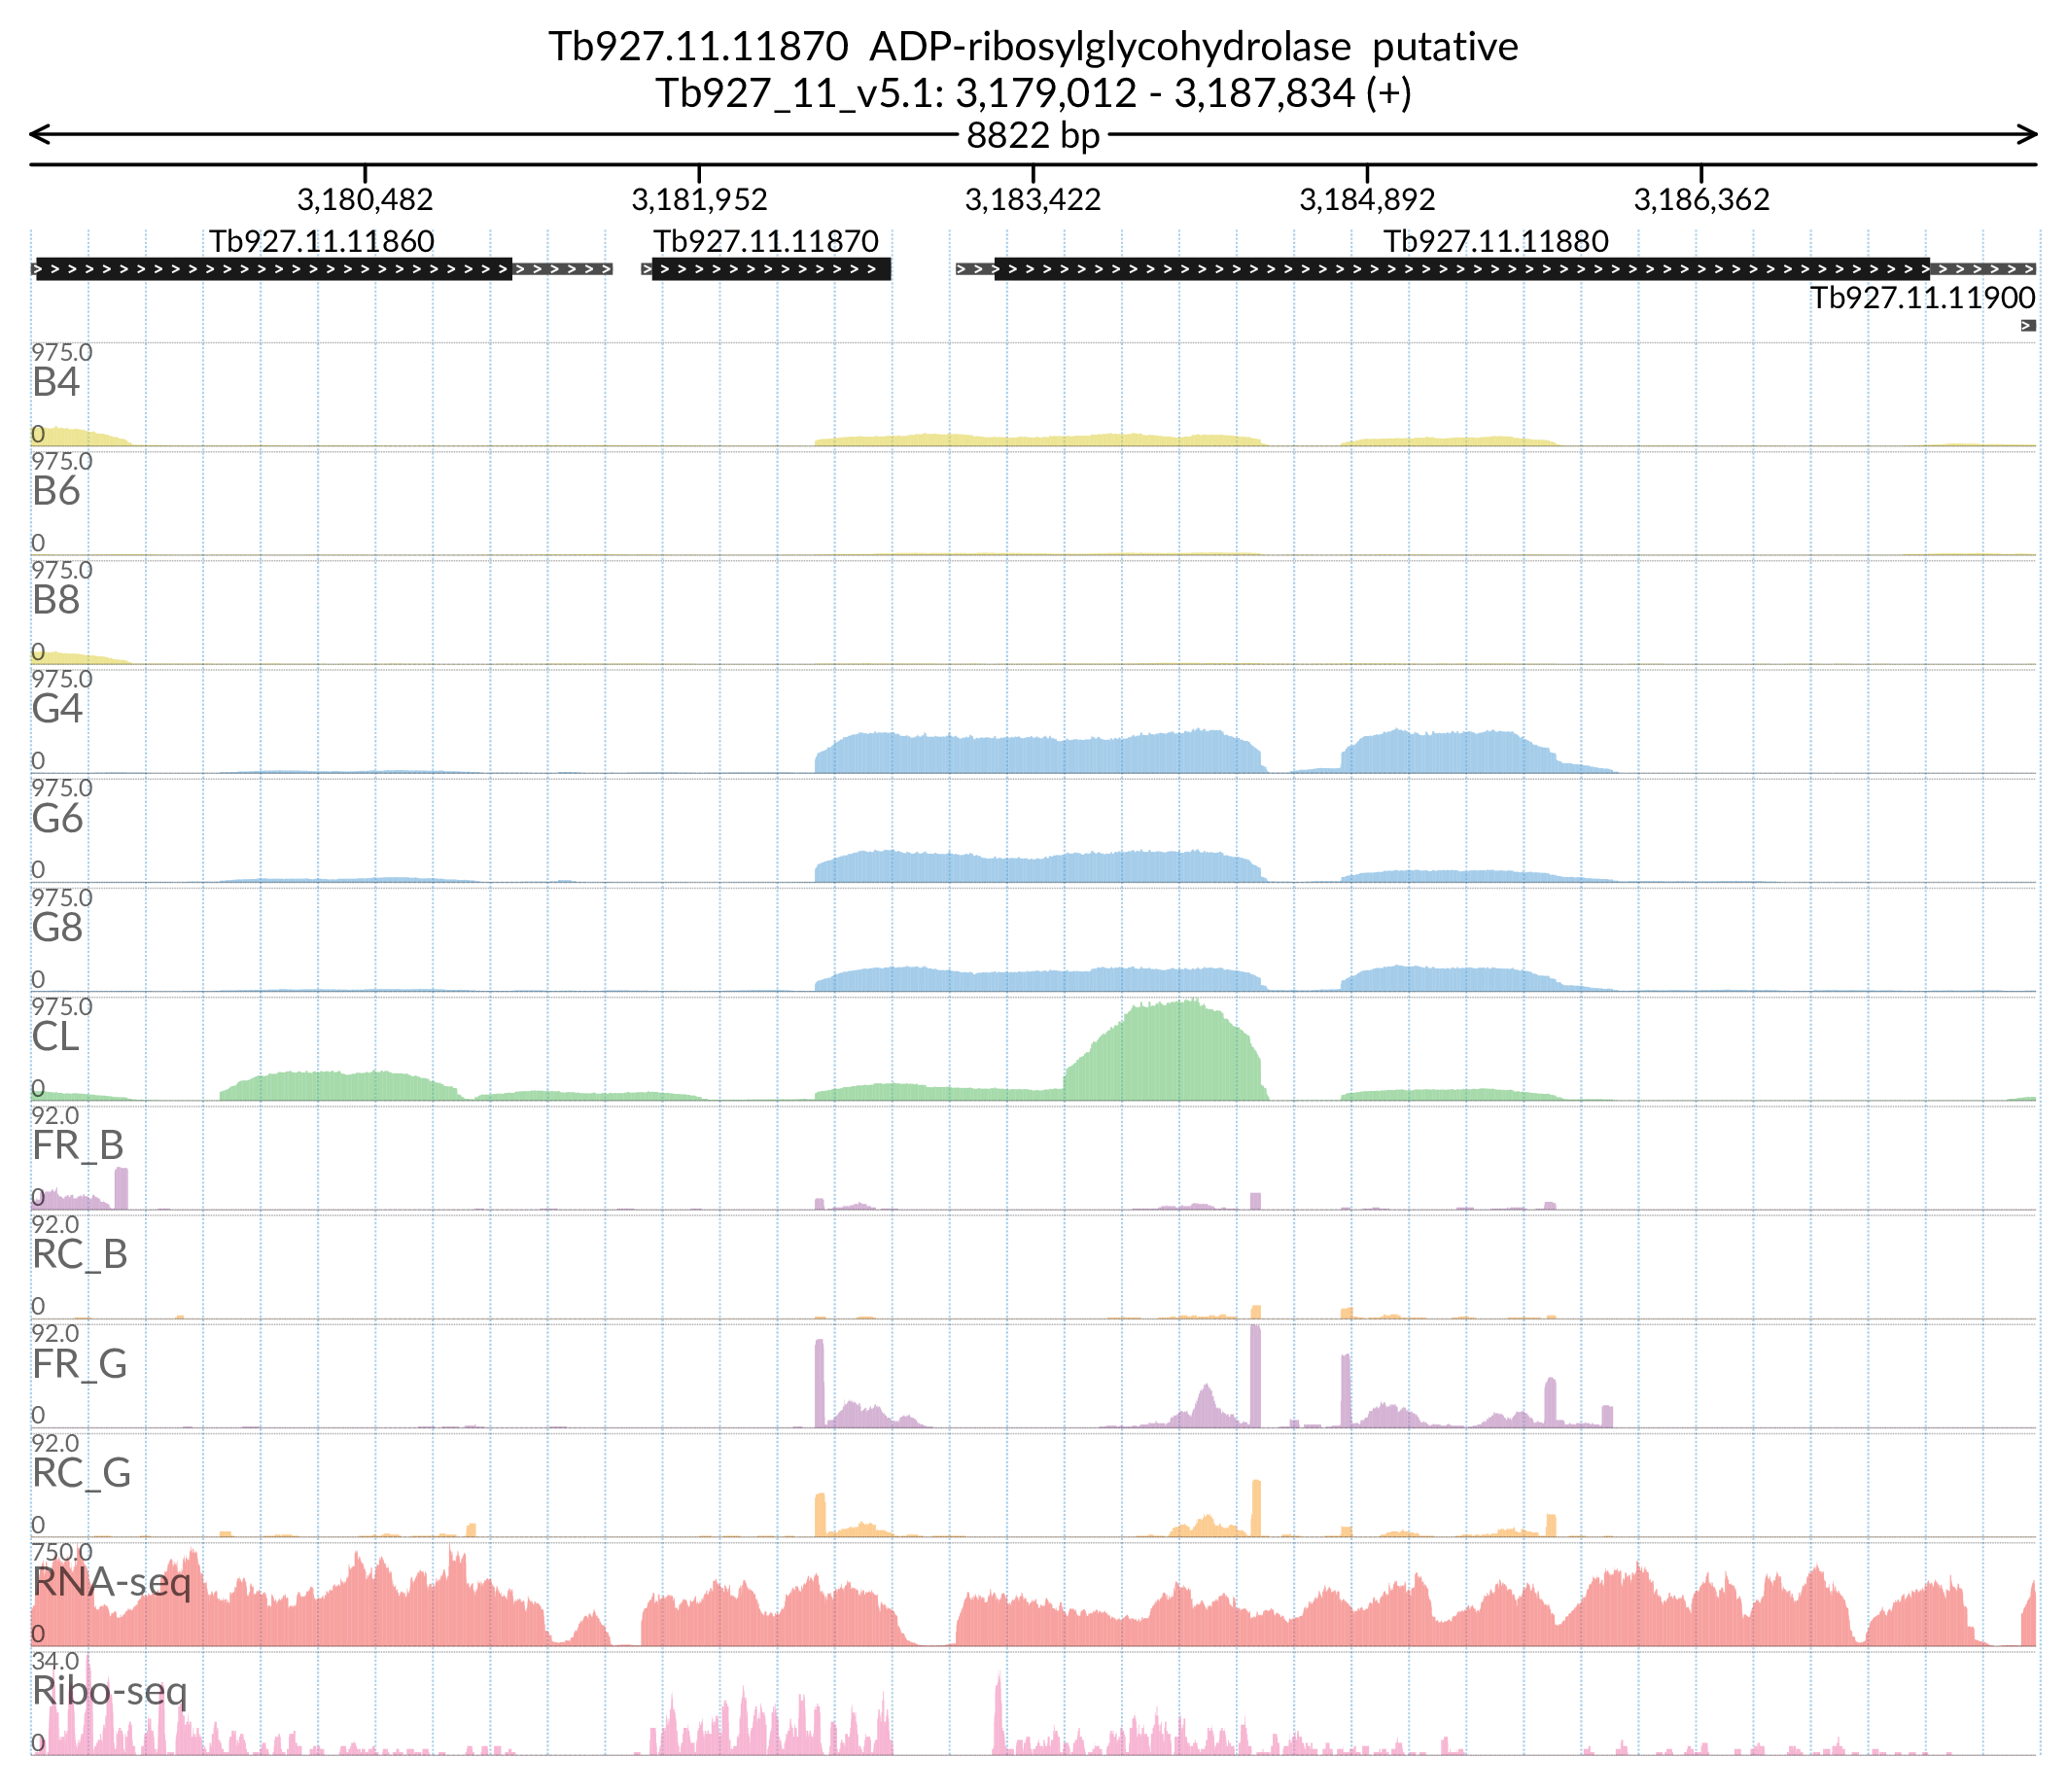 Tb927.11.11870 ADP-ribosylglycohydrolase putative
Tb927_11_v5.1: 3,179,012 - 3,187,834 (+)
8822 bp
3,180,482 3,181,952 3,183,422 3,184,892 3,186,362
Tb927.11.11860 Tb927.11.11870 Tb927.11.11880
Tb927.11.11900
975.0
B4
0
975.0
B6
0
975.0
B8
0
975.0
G4
0
975.0
G6
0
975.0
G8
0
975.0
CL
0
92.0
FR_B
0
92.0
RC_B
0
92.0
FR_G
0
92.0
RC_G
0
750.0
RNA-seq
0
34.0
Ribo-seq
0